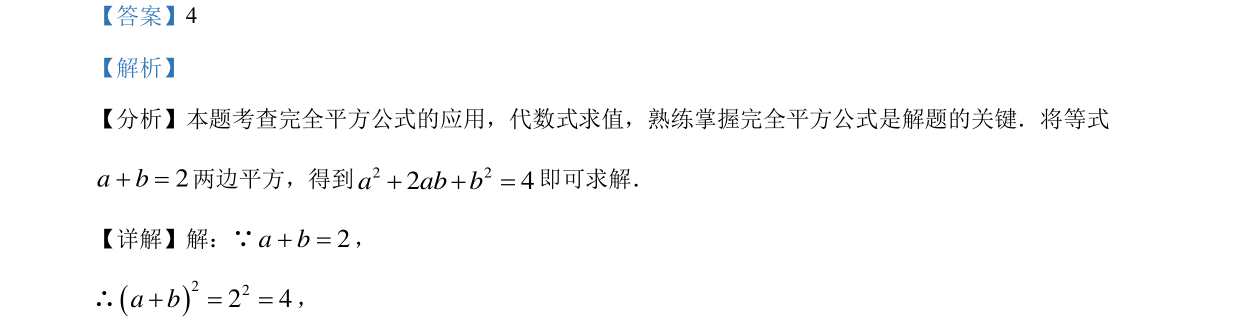 【答案】4
【解析】
【分析】本题考查完全平方公式的应用，代数式求值，熟练掌握完全平方公式是解题的关键．将等式
a+b=2两边平方，得到a²+2ab+b²=4即可求解．
【详解】解：∵a+b=2，
∴(a+b)²=2²=4，